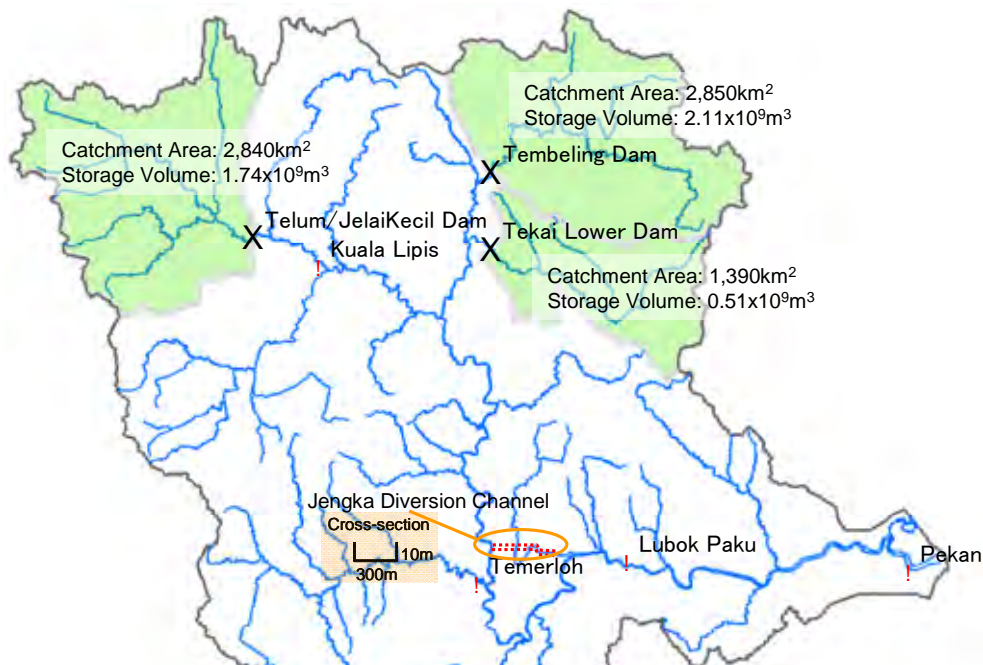 Catchment Area: 2,850km²
Storage Volume: 2.11x10⁹m³
Tembeling Dam
Catchment Area: 2,840km²
Storage Volume: 1.74x10⁹m³
Telum/JelaiKecil Dam
Kuala Lipis
Tekai Lower Dam
Catchment Area: 1,390km²
Storage Volume: 0.51x10⁹m³
X
X
X
!
Jengka Diversion Channel
Cross-section
10m
300m
Temerloh
!
Lubok Paku
!
Pekan
!